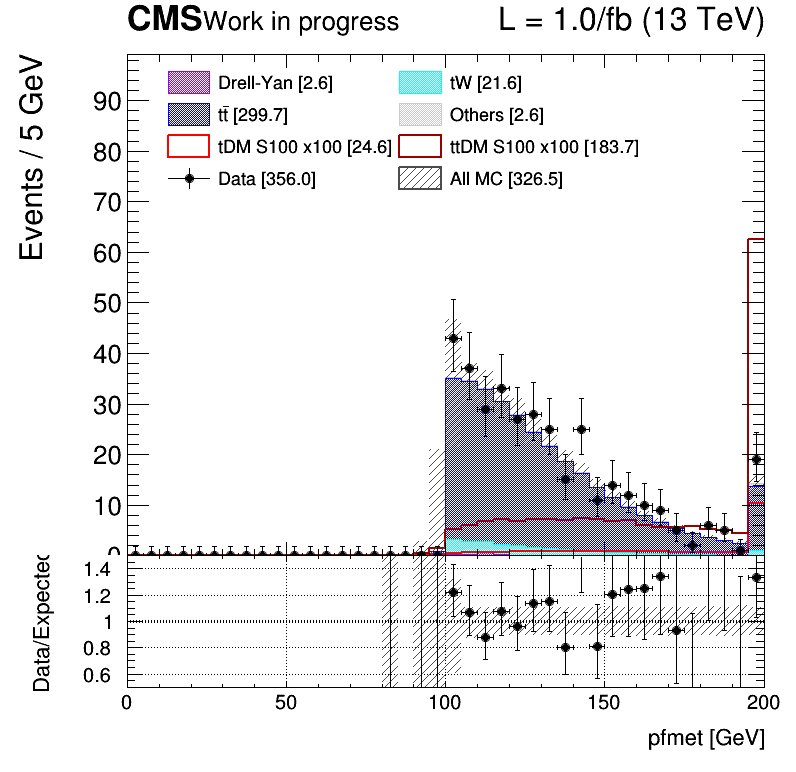 CMS Work in progress L = 1.0/fb (13 TeV)
Events / 5 GeV
Drell-Yan [2.6] tW [21.6]
tt̄ [299.7] Others [2.6]
tDM S100 x100 [24.6] ttDM S100 x100 [183.7]
Data [356.0] All MC [326.5]
90
80
70
60
50
40
30
20
10
0
Data/Expected
1.4
1.2
1
0.8
0.6
0 50 100 150 200
pfmet [GeV]